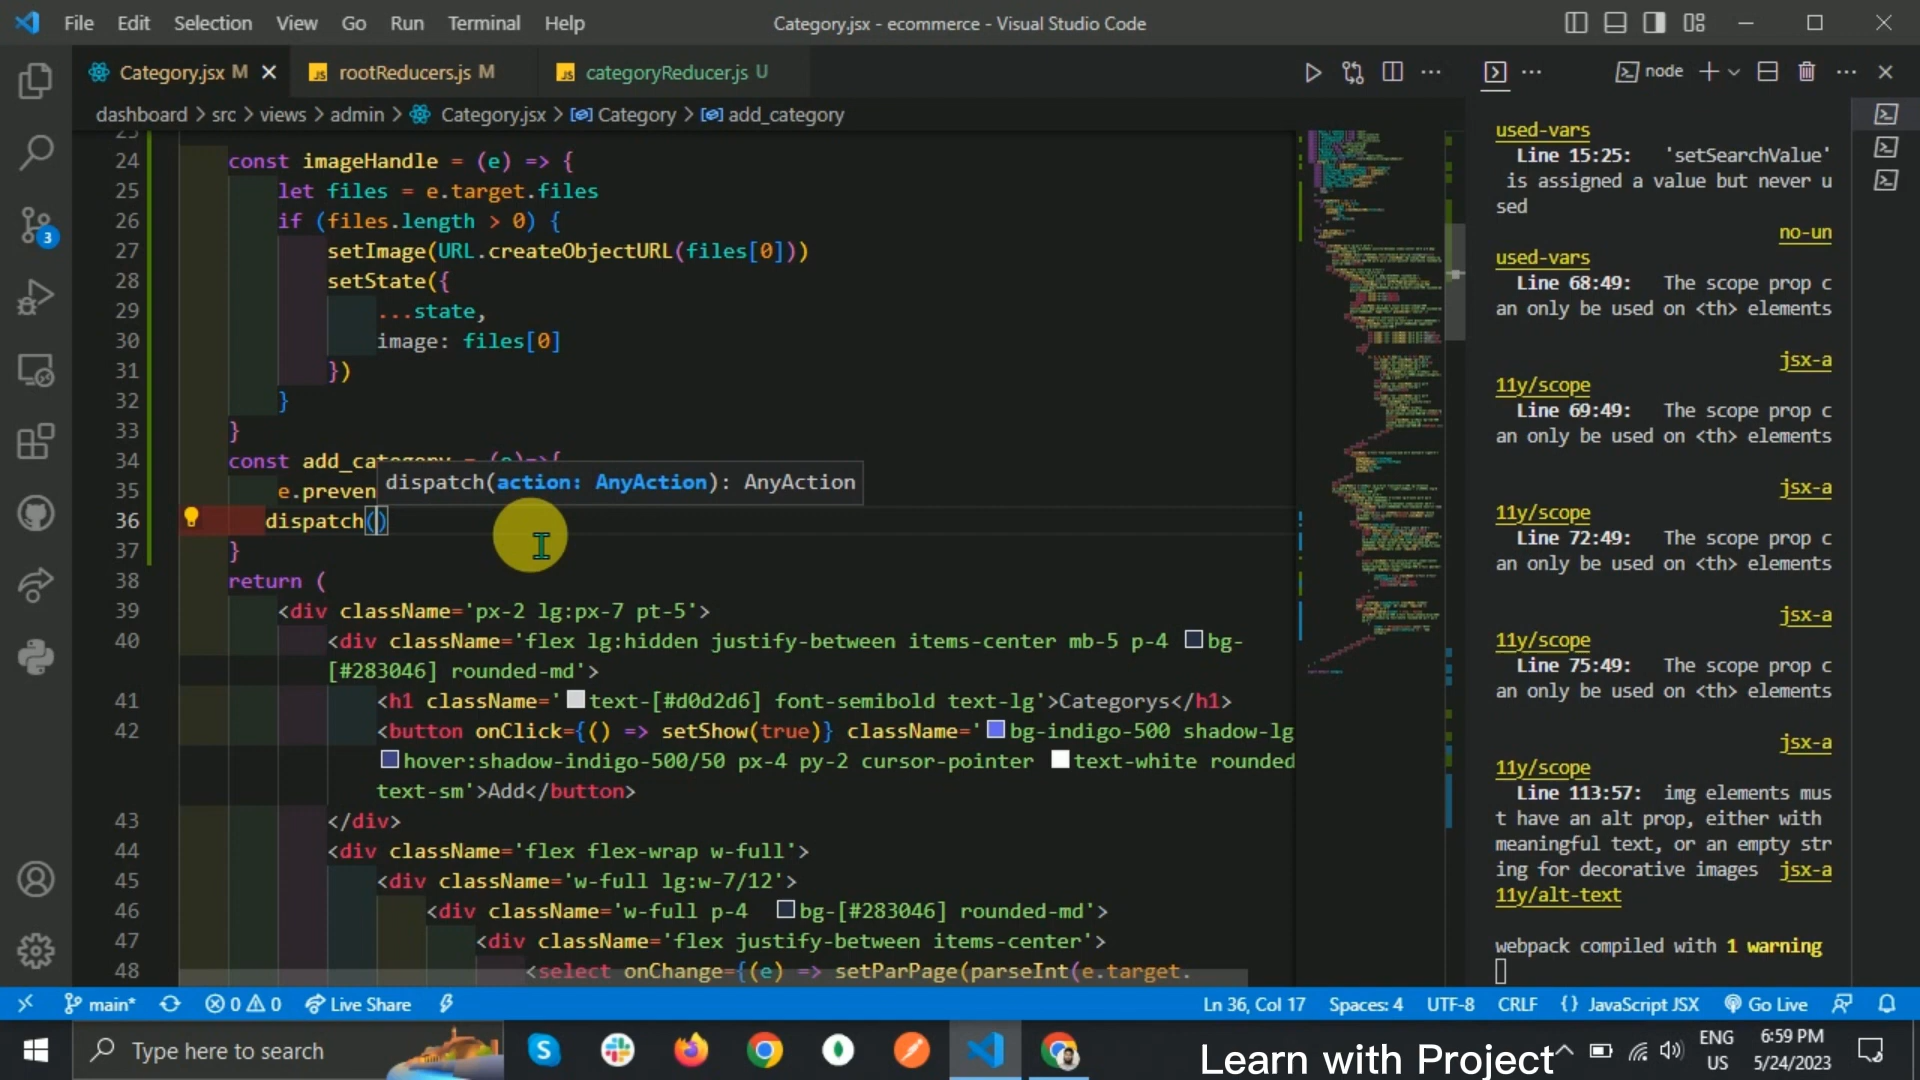 File Edit Selection View Go Run Terminal Help
Category.jsx - ecommerce - Visual Studio Code
Category.jsx M
JS rootReducers.js M
JS categoryReducer.js U
node
dashboard > src > views > admin > Category.jsx > Category > add_category
24 const imageHandle = (e) => {
25 let files = e.target.files
26 if (files.length > 0) {
27 setImage(URL.createObjectURL(files[0]))
28 setState({
29 ...state,
30 image: files[0]
31 })
32 }
33 }
34 const add_category = (e)=>{
dispatch(action: AnyAction): AnyAction
35 e.preven
36 dispatch()
37 }
38 return (
39 <div className='px-2 lg:px-7 pt-5'>
40 <div className='flex lg:hidden justify-between items-center mb-5 p-4 bg-
[#283046] rounded-md'>
41 <h1 className='text-[#d0d2d6] font-semibold text-lg'>Categorys</h1>
42 <button onClick={() => setShow(true)} className='bg-indigo-500 shadow-lg
hover:shadow-indigo-500/50 px-4 py-2 cursor-pointer text-white rounded
text-sm'>Add</button>
43 </div>
44 <div className='flex flex-wrap w-full'>
45 <div className='w-full lg:w-7/12'>
46 <div className='w-full p-4 bg-[#283046] rounded-md'>
47 <div className='flex justify-between items-center'>
48 <select onChange={(e) => setParPage(parseInt(e.target.
used-vars
Line 15:25: 'setSearchValue'
is assigned a value but never u
sed
no-un
used-vars
Line 68:49: The scope prop c
an only be used on <th> elements
jsx-a
11y/scope
Line 69:49: The scope prop c
an only be used on <th> elements
jsx-a
11y/scope
Line 72:49: The scope prop c
an only be used on <th> elements
jsx-a
11y/scope
Line 75:49: The scope prop c
an only be used on <th> elements
jsx-a
11y/scope
Line 113:57: img elements mus
t have an alt prop, either with
meaningful text, or an empty str
ing for decorative images jsx-a
11y/alt-text
webpack compiled with 1 warning
3
main* 0 0 Live Share
Ln 36, Col 17 Spaces: 4 UTF-8 CRLF {} JavaScript JSX Go Live
Type here to search
Learn with Project
ENG
US
6:59 PM
5/24/2023